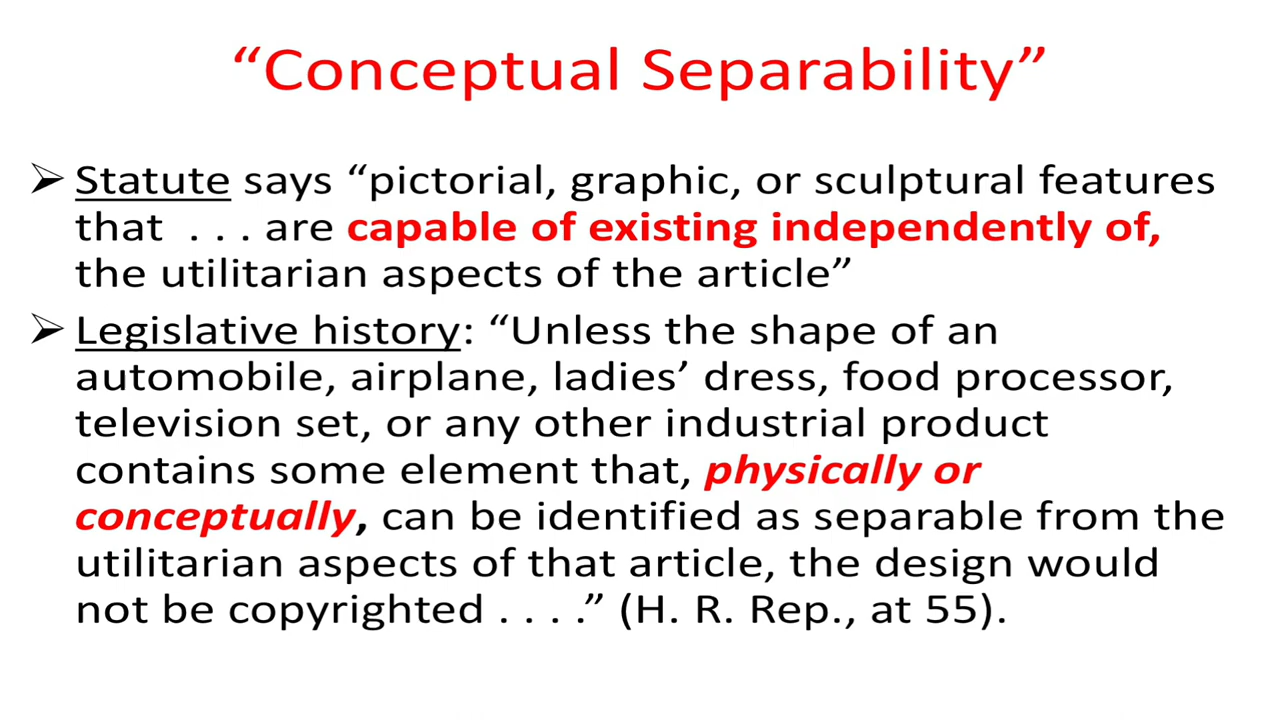 “Conceptual Separability”
➢ Statute says “pictorial, graphic, or sculptural features
that . . . are capable of existing independently of,
the utilitarian aspects of the article”
➢ Legislative history: “Unless the shape of an
automobile, airplane, ladies’ dress, food processor,
television set, or any other industrial product
contains some element that, physically or
conceptually, can be identified as separable from the
utilitarian aspects of that article, the design would
not be copyrighted . . . .” (H. R. Rep., at 55).